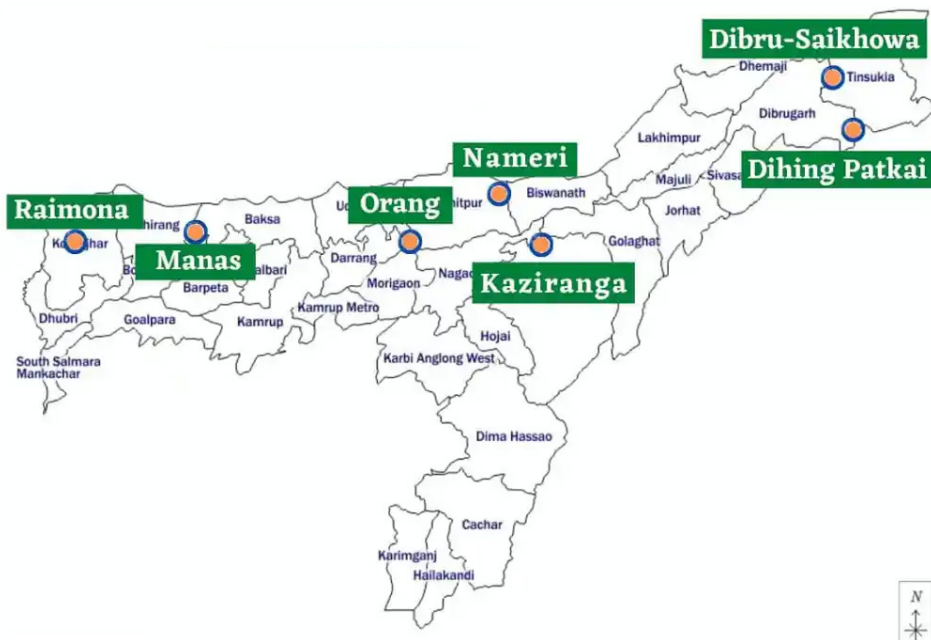 Dibru-Saikhowa
Dhemaji
Tinsukia
Dibrugarh
Lakhimpur
Dihing Patkai
Nameri
Majuli
Biswanath
Jorhat
Raimona
Orang
Baksa
Golaghat
Manas
Darrang
Kaziranga
Morigaon
Barpeta
Kamrup Metro
Dhubri
Goalpara
Kamrup
Hojai
South Salmara
Mankachar
Karbi Anglong West
Dima Hassao
Cachar
Karimganj
Hailakandi
N